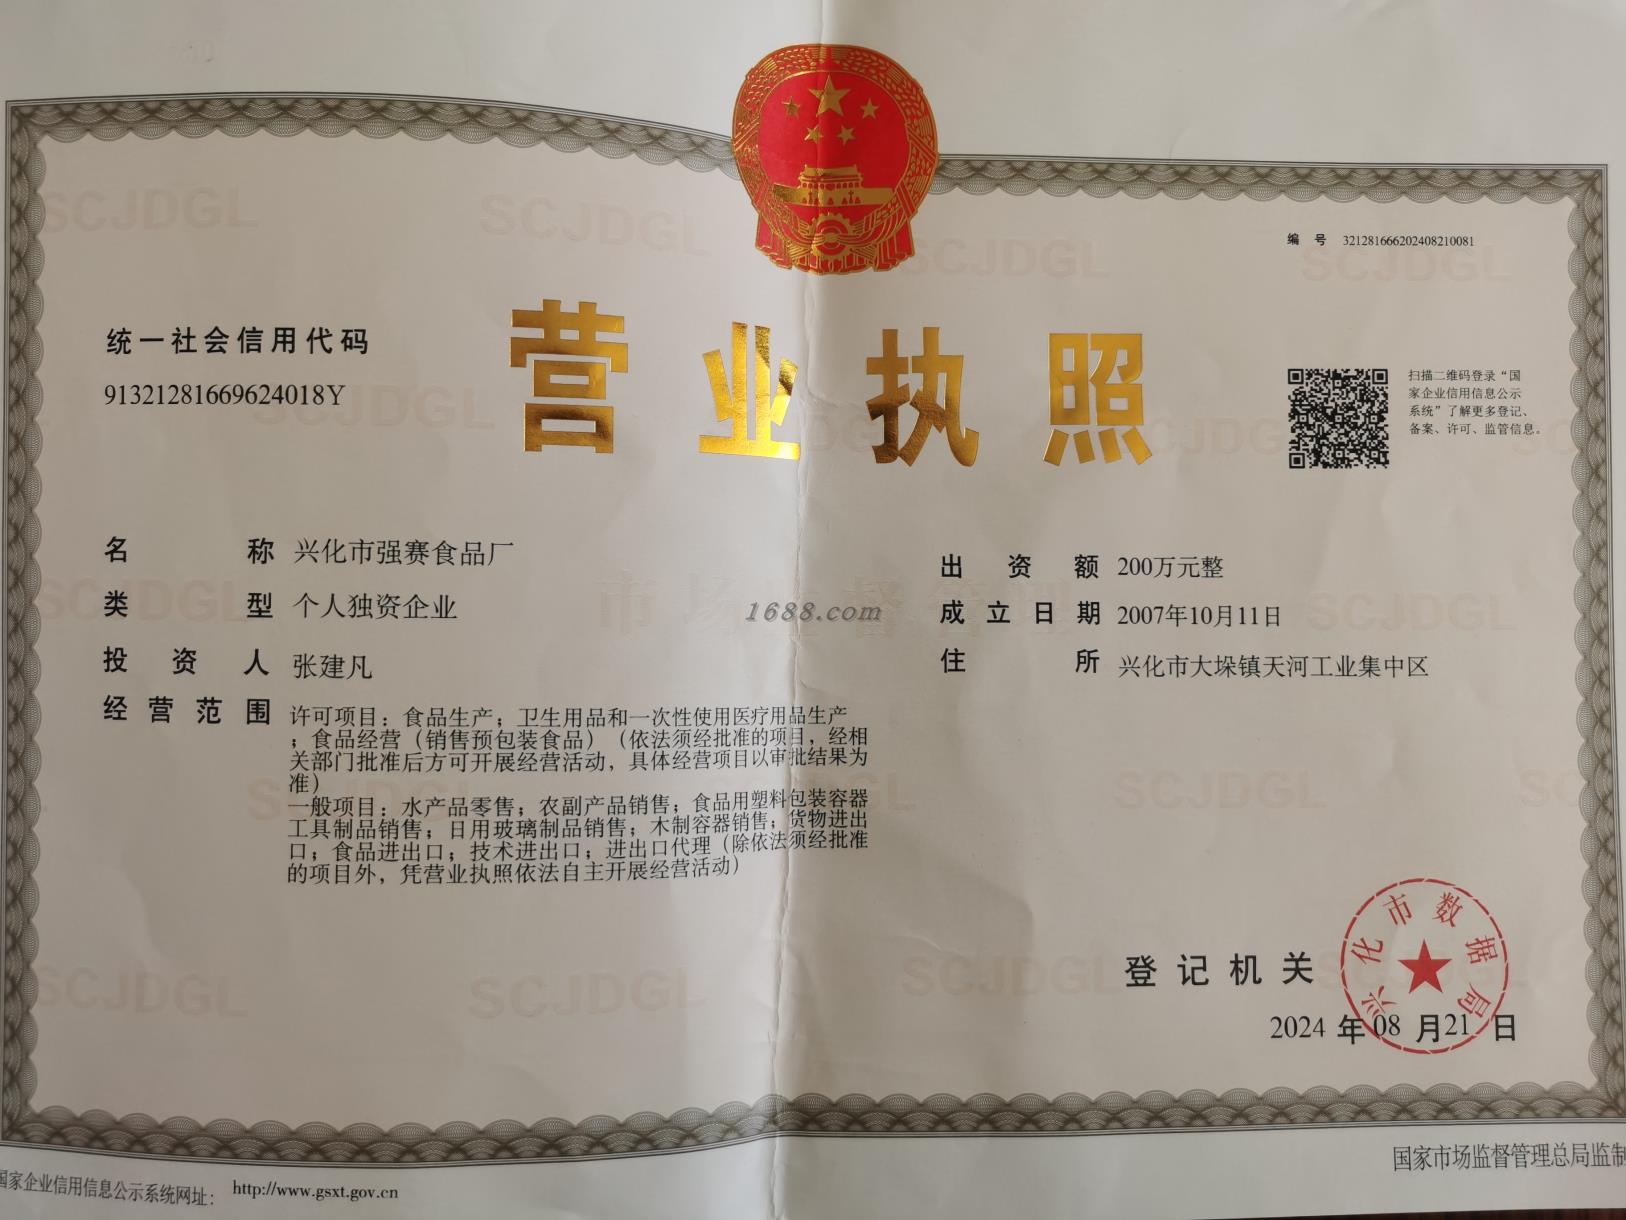 编 号 321281666202408210081
营业执照
统一社会信用代码
91321281669624018Y
扫描二维码登录“国
家企业信用信息公示
系统”了解更多登记、
备案、许可、监管信息。
名 称 兴化市强赛食品厂
类 型 个人独资企业
投 资 人 张建凡
经 营 范 围 许可项目：食品生产；卫生用品和一次性使用医疗用品生产
；食品经营（销售预包装食品）（依法须经批准的项目，经相
关部门批准后方可开展经营活动，具体经营项目以审批结果为
准）
一般项目：水产品零售；农副产品销售；食品用塑料包装容器
工具制品销售；日用玻璃制品销售；木制容器销售；货物进出
口；食品进出口；技术进出口；进出口代理（除依法须经批准
的项目外，凭营业执照依法自主开展经营活动）
出 资 额 200万元整
成 立 日 期 2007年10月11日
住 所 兴化市大垛镇天河工业集中区
1688.com
登 记 机 关
兴化市数据局
2024 年 08 月 21 日
国家企业信用信息公示系统网址： http://www.gsxt.gov.cn
国家市场监督管理总局监制
SCJDGL